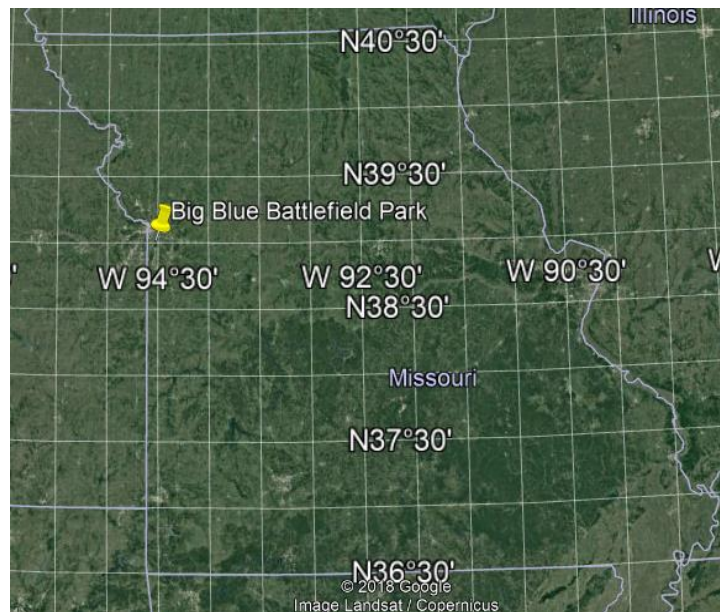 Illinois
N40°30'
N39°30'
Big Blue Battlefield Park
W 94°30' W 92°30' W 90°30'
N38°30'
Missouri
N37°30'
N36°30'
© 2018 Google
Image Landsat / Copernicus